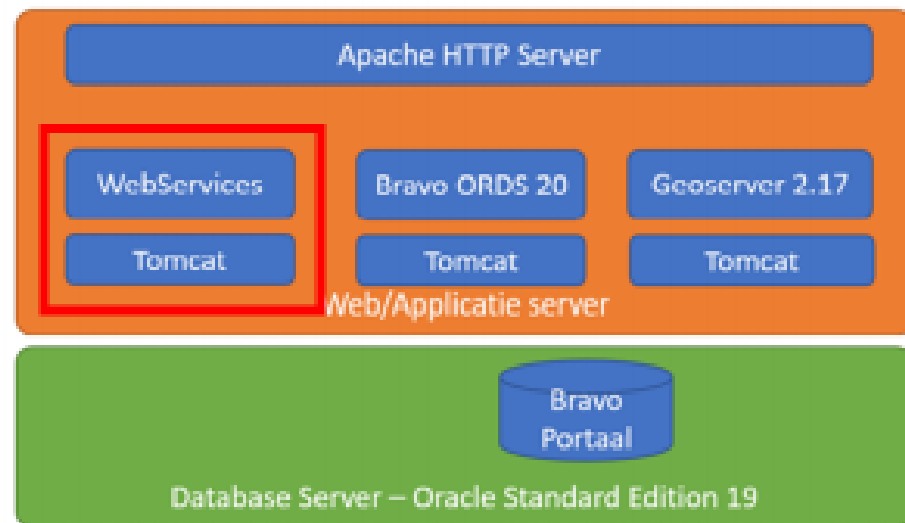 Apache HTTP Server
WebServices
Bravo ORDS 20
Geoserver 2.17
Tomcat
Tomcat
Tomcat
Web/Applicatie server
Bravo
Portaal
Database Server – Oracle Standard Edition 19